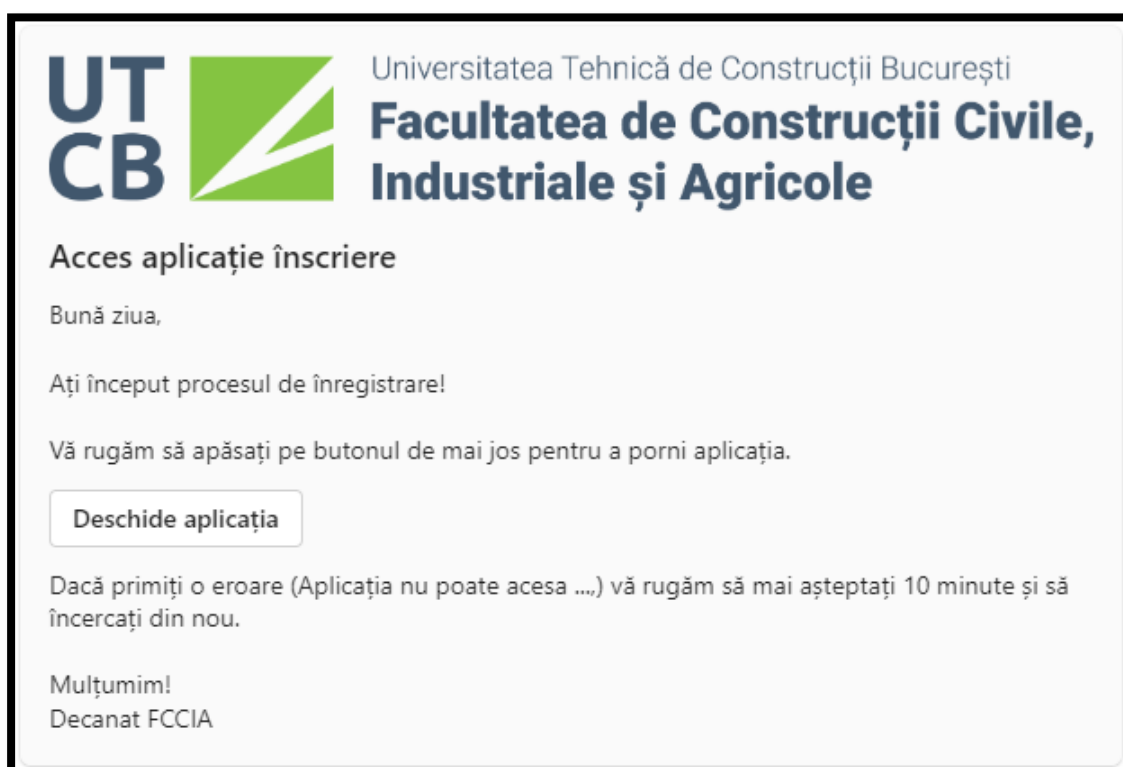 UT
CB
Universitatea Tehnică de Construcții București
Facultatea de Construcții Civile,
Industriale și Agricole
Acces aplicație înscriere
Bună ziua,
Ați început procesul de înregistrare!
Vă rugăm să apăsați pe butonul de mai jos pentru a porni aplicația.
Deschide aplicația
Dacă primiți o eroare (Aplicația nu poate acesa ...,) vă rugăm să mai așteptați 10 minute și să
încercați din nou.
Mulțumim!
Decanat FCCIA